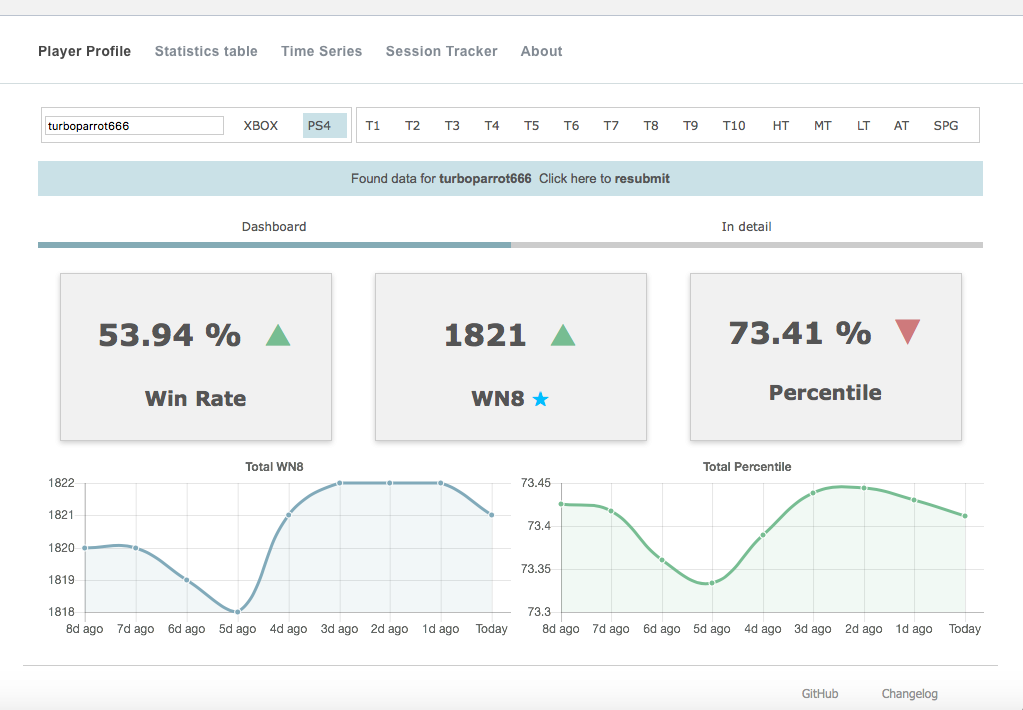 Player Profile Statistics table Time Series Session Tracker About
turboparrot666 XBOX PS4 T1 T2 T3 T4 T5 T6 T7 T8 T9 T10 HT MT LT AT SPG
Found data for turboparrot666 Click here to resubmit
Dashboard In detail
53.94 % 1821 73.41 %
Win Rate WN8 Percentile
Total WN8
1822
1821
1820
1819
1818
8d ago 7d ago 6d ago 5d ago 4d ago 3d ago 2d ago 1d ago Today
Total Percentile
73.45
73.4
73.35
73.3
8d ago 7d ago 6d ago 5d ago 4d ago 3d ago 2d ago 1d ago Today
GitHub Changelog